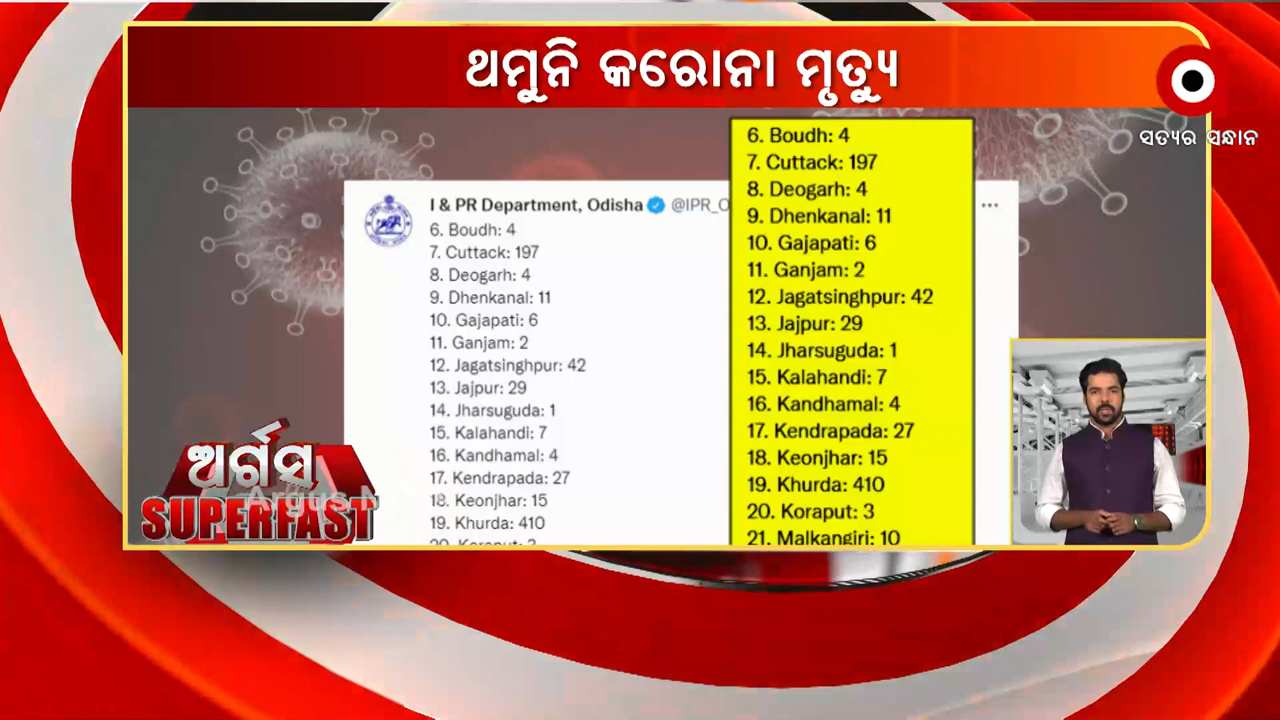 ଥମୁନି କରୋନା ମୃତ୍ୟୁ
ସତ୍ୟର ସନ୍ଧାନ
I & PR Department, Odisha @IPR_O
6. Boudh: 4
7. Cuttack: 197
8. Deogarh: 4
9. Dhenkanal: 11
10. Gajapati: 6
11. Ganjam: 2
12. Jagatsinghpur: 42
13. Jajpur: 29
14. Jharsuguda: 1
15. Kalahandi: 7
16. Kandhamal: 4
17. Kendrapada: 27
18. Keonjhar: 15
19. Khurda: 410
20. Koraput: 3
6. Boudh: 4
7. Cuttack: 197
8. Deogarh: 4
9. Dhenkanal: 11
10. Gajapati: 6
11. Ganjam: 2
12. Jagatsinghpur: 42
13. Jajpur: 29
14. Jharsuguda: 1
15. Kalahandi: 7
16. Kandhamal: 4
17. Kendrapada: 27
18. Keonjhar: 15
19. Khurda: 410
20. Koraput: 3
21. Malkangiri: 10
ଅର୍ଗସ
Argus N
SUPERFAST